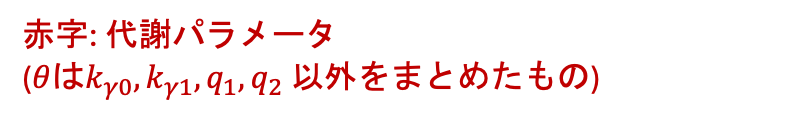 赤字: 代謝パラメータ
(θはk_{γ0}, k_{γ1}, q_1, q_2 以外をまとめたもの)